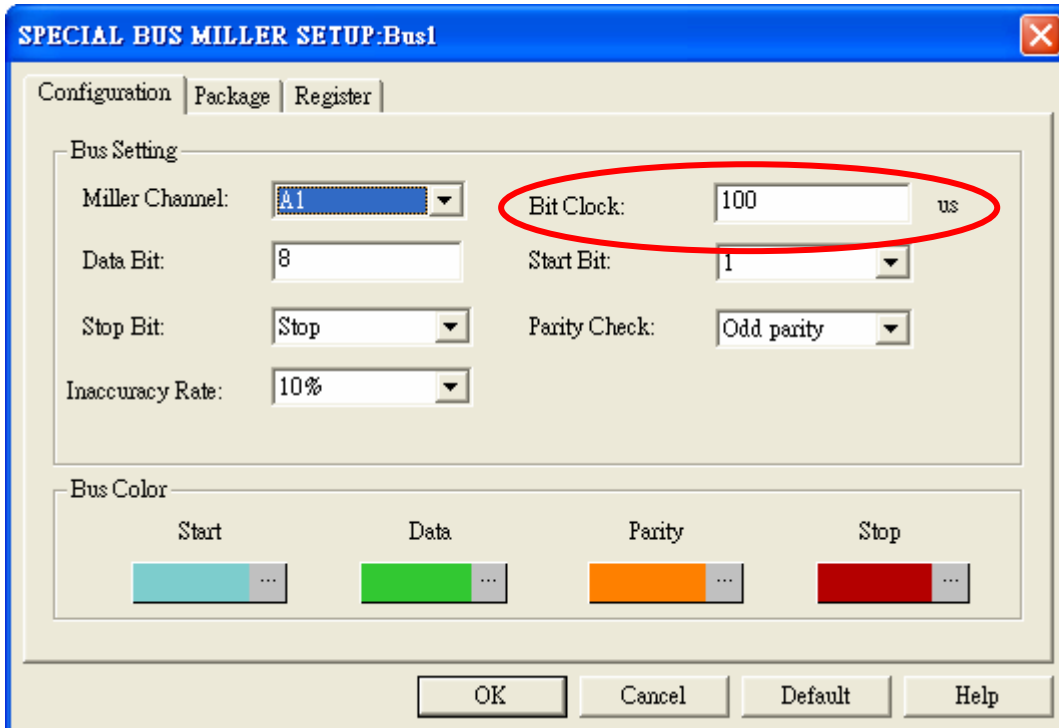 SPECIAL BUS MILLER SETUP:Bus1
Configuration Package Register
Bus Setting
Miller Channel: A1 Bit Clock: 100 us
Data Bit: 8 Start Bit: 1
Stop Bit: Stop Parity Check: Odd parity
Inaccuracy Rate: 10%
Bus Color
Start Data Parity Stop
... ... ... ...
OK Cancel Default Help